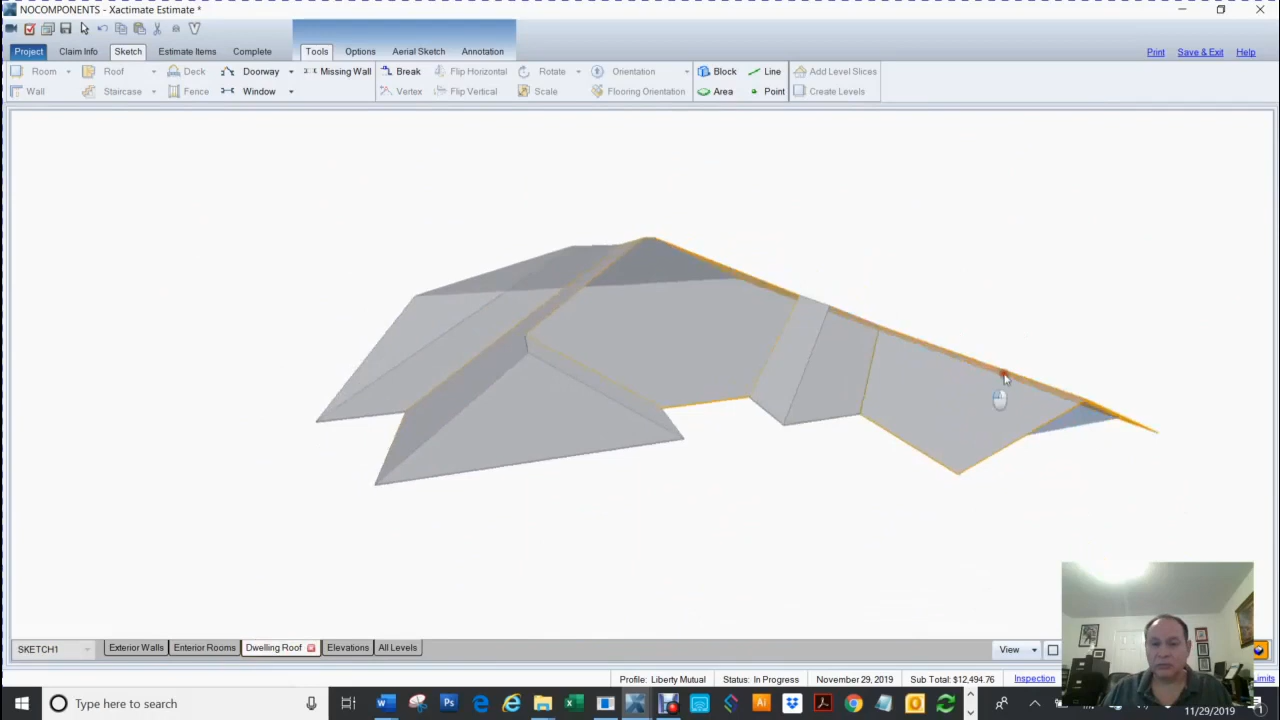 NOCOMPONENTS - Xactimate Estimate *
Project Claim Info Sketch Estimate Items Complete Tools Options Aerial Sketch Annotation Print Save & Exit Help
Room Roof Deck Doorway Missing Wall Break Flip Horizontal Rotate Orientation Block Line Add Level Slices
Wall Staircase Fence Window Vertex Flip Vertical Scale Flooring Orientation Area Point Create Levels
SKETCH1 Exterior Walls Enterior Rooms Dwelling Roof Elevations All Levels View
Profile: Liberty Mutual Status: In Progress November 29, 2019 Sub Total: $12,494.76 Inspection imits
Type here to search
11/29/2019